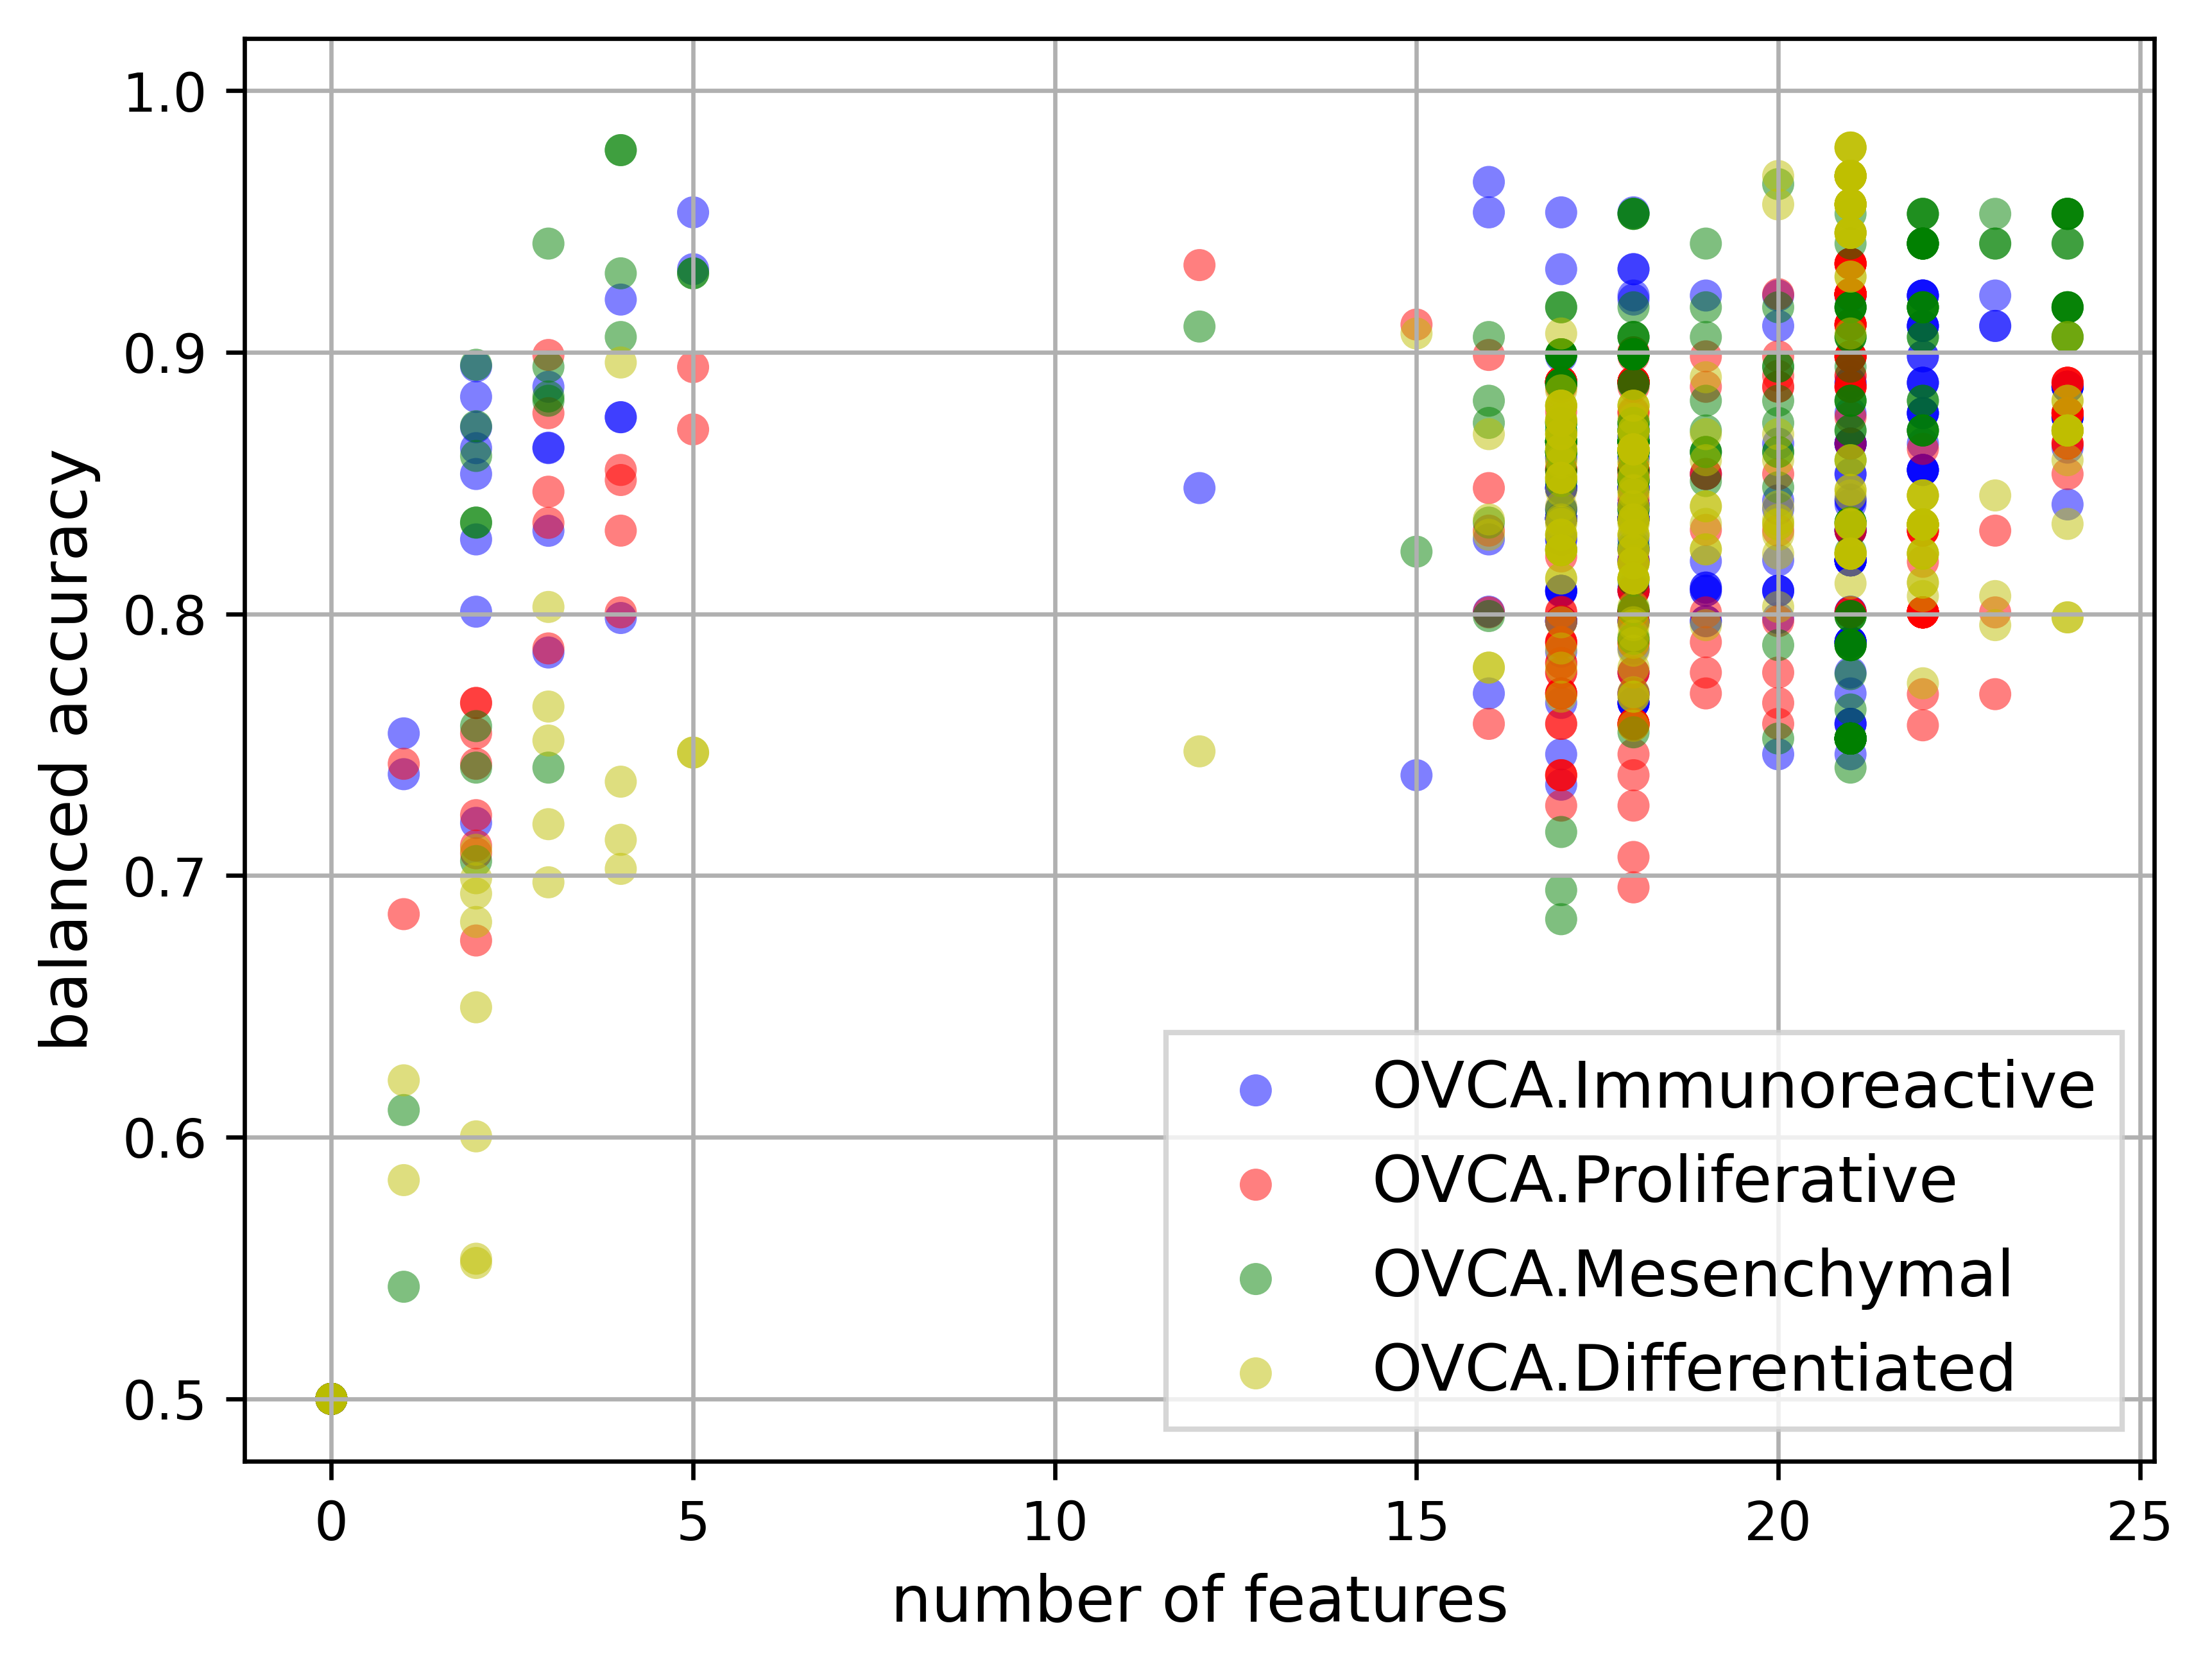 1.0
0.9
0.8
0.7
0.6
0.5
balanced accuracy
OVCA.Immunoreactive
OVCA.Proliferative
OVCA.Mesenchymal
OVCA.Differentiated
0 5 10 15 20 25
number of features